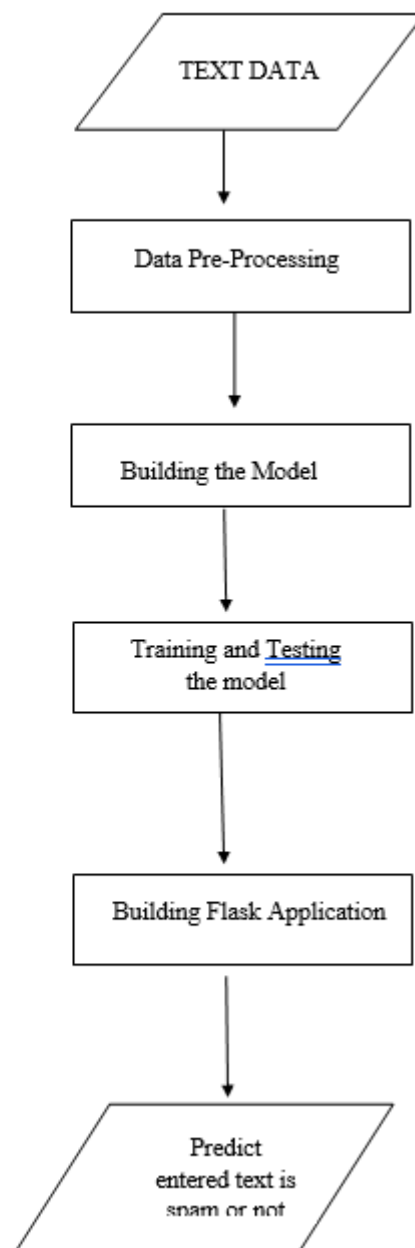 TEXT DATA
Data Pre-Processing
Building the Model
Training and Testing
the model
Building Flask Application
Predict
entered text is
spam or not